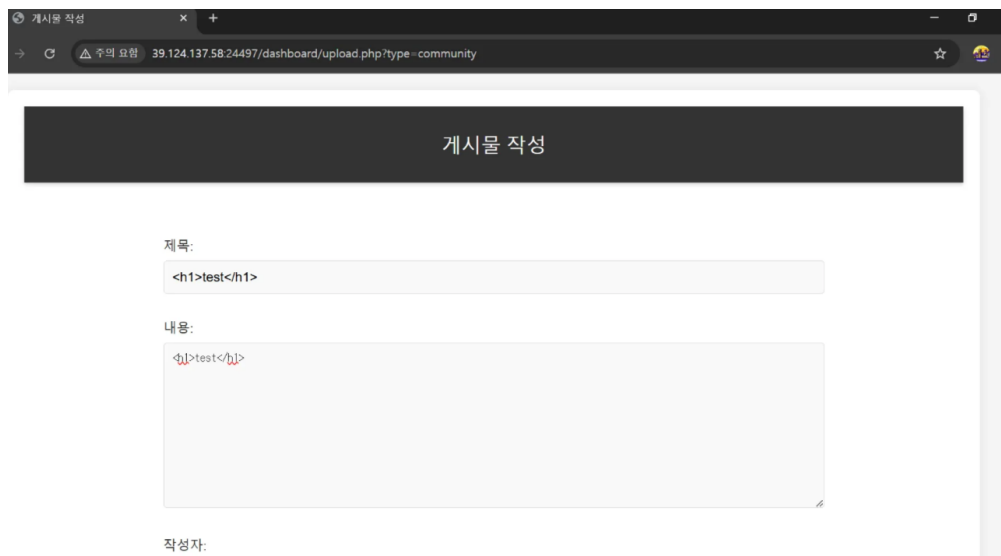 게시물 작성
주의 요함 39.124.137.58:24497/dashboard/upload.php?type=community
게시물 작성
제목:
<h1>test</h1>
내용:
<h1>test</h1>
작성자: